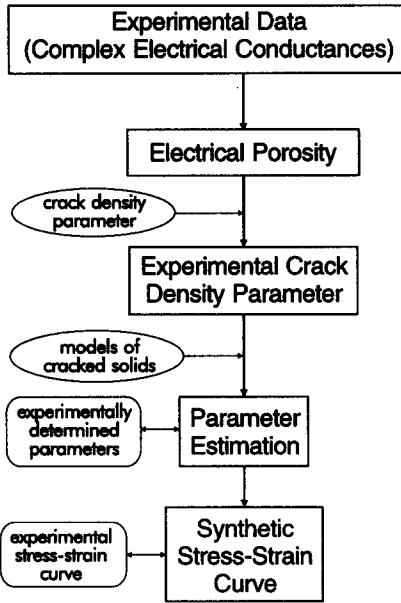 Experimental Data
(Complex Electrical Conductances)
Electrical Porosity
crack density
parameter
Experimental Crack
Density Parameter
models of
cracked solids
experimentally
determined
parameters
Parameter
Estimation
experimental
stress-strain
curve
Synthetic
Stress-Strain
Curve